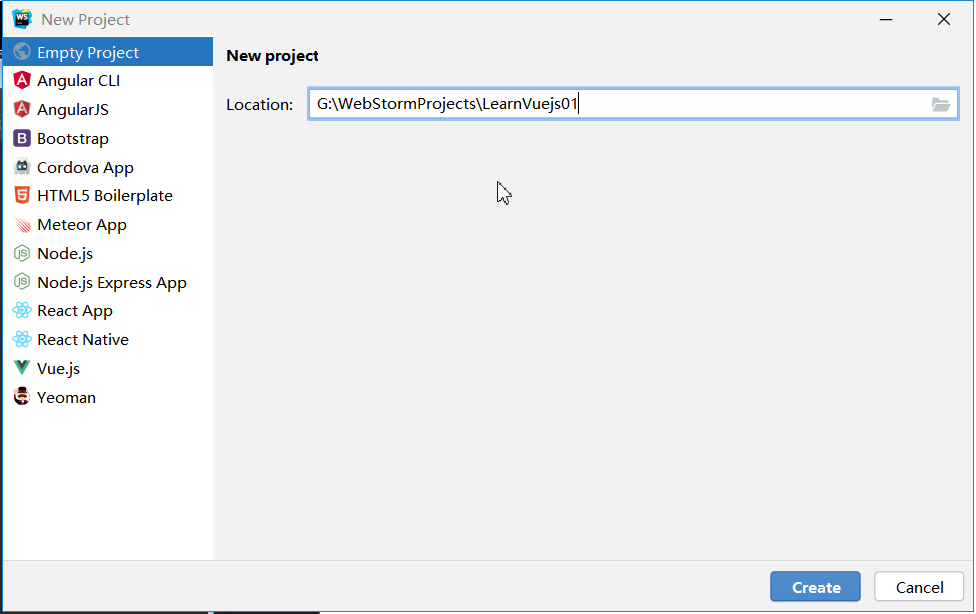 New Project
Empty Project
Angular CLI
AngularJS
Bootstrap
Cordova App
HTML5 Boilerplate
Meteor App
Node.js
Node.js Express App
React App
React Native
Vue.js
Yeoman
New project
Location: G:\WebStormProjects\LearnVuejs01
Create
Cancel